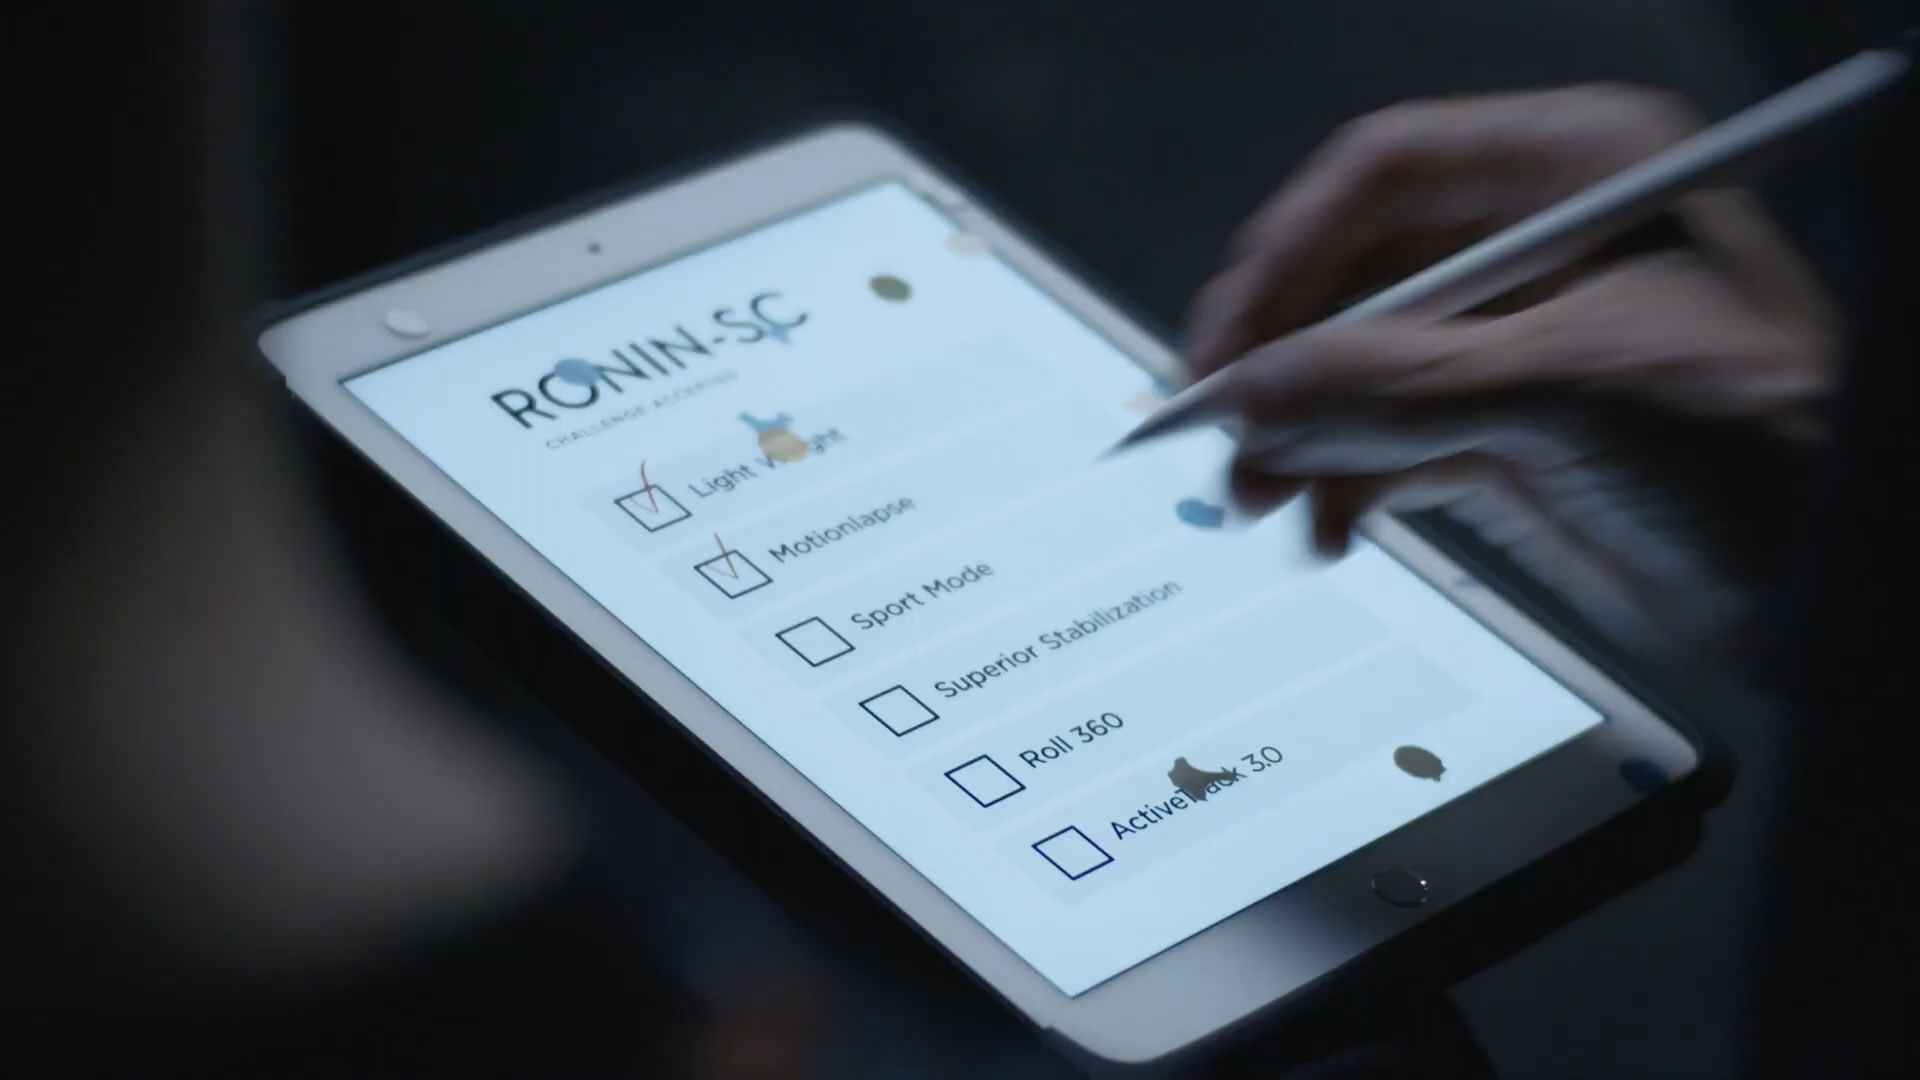 RONIN-SC
CHALLENGE ACCEPTED
Light Weight
Motionlapse
Sport Mode
Superior Stabilization
Roll 360
ActiveTrack 3.0